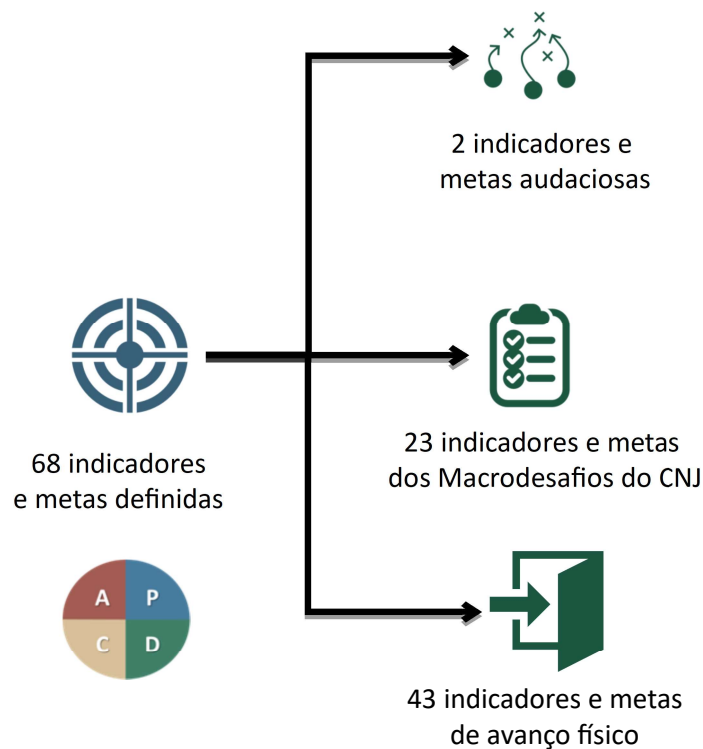 2 indicadores e
metas audaciosas
68 indicadores
e metas definidas
23 indicadores e metas
dos Macrodesafios do CNJ
A P
C D
43 indicadores e metas
de avanço físico